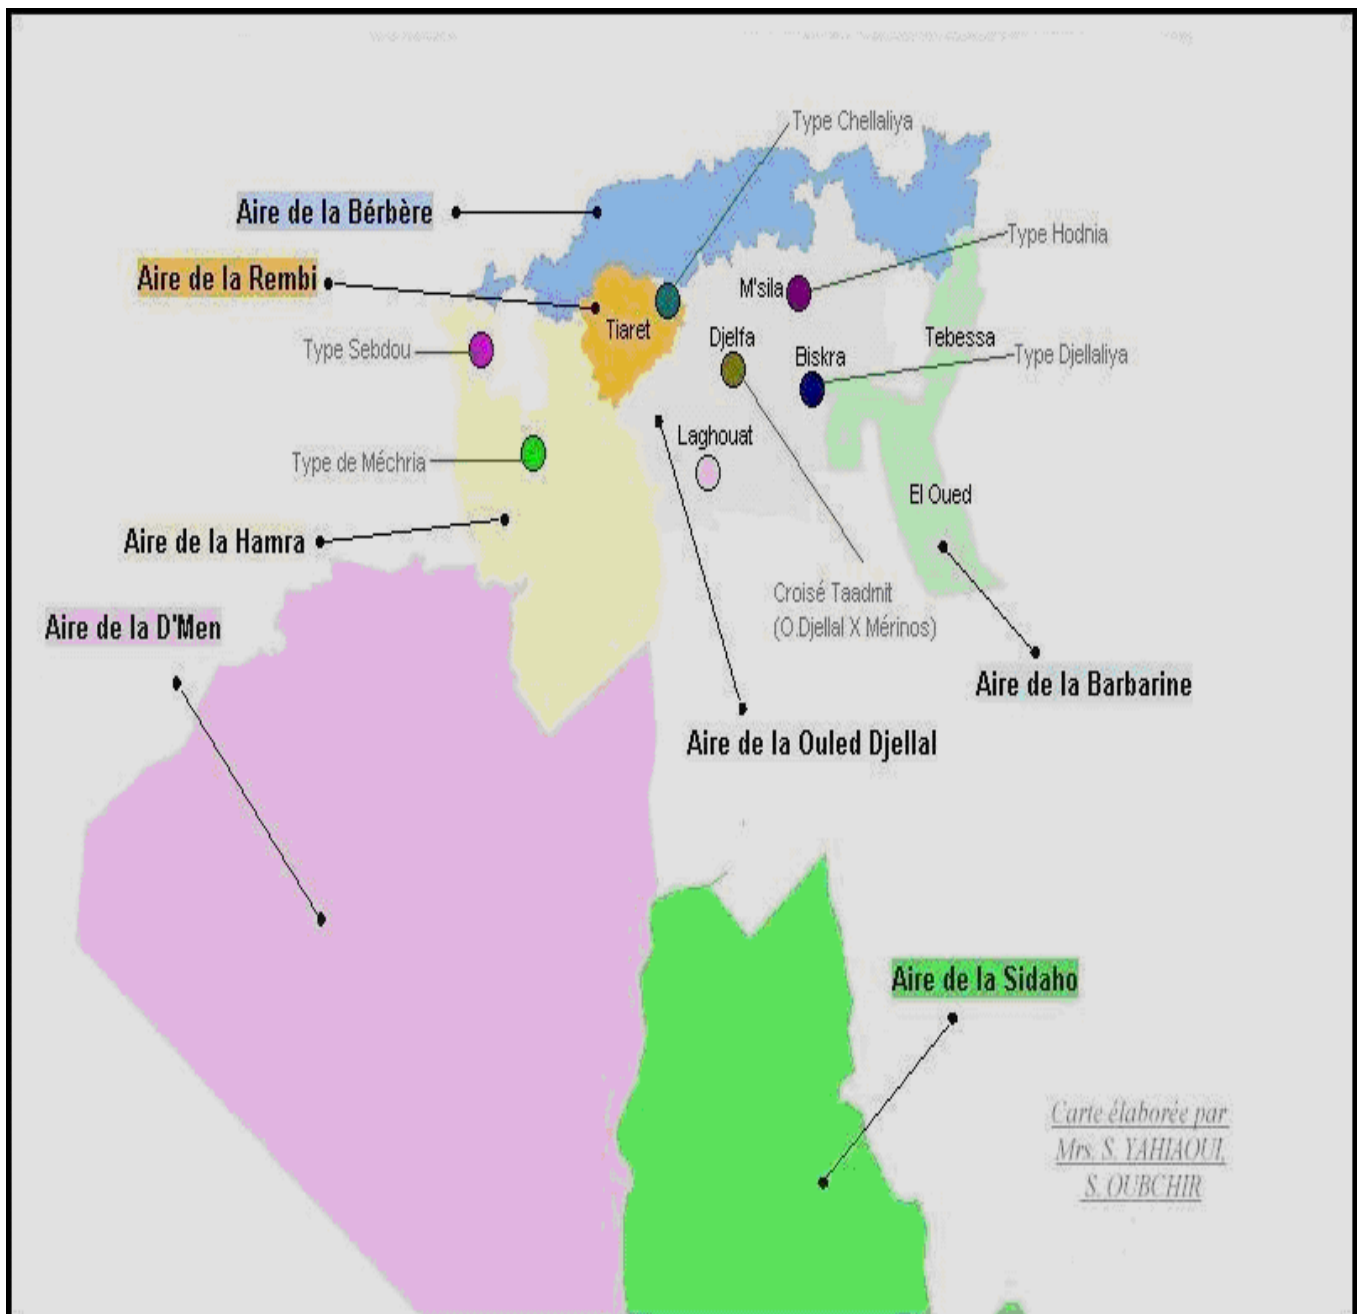 Type Chellaliya
Aire de la Bérbère
Type Hodnia
Aire de la Rembi
M'sila
Tiaret
Djelfa
Tebessa
Type Sebdou
Biskra
Type Djellaliya
Laghouat
Type de Méchria
El Oued
Aire de la Hamra
Croisé Taadmit
(O.Djellal X Mérinos)
Aire de la D'Men
Aire de la Barbarine
Aire de la Ouled Djellal
Aire de la Sidaho
Carte élaborée par
Mrs. S. YAHIAOUI,
S. OUBCHIR